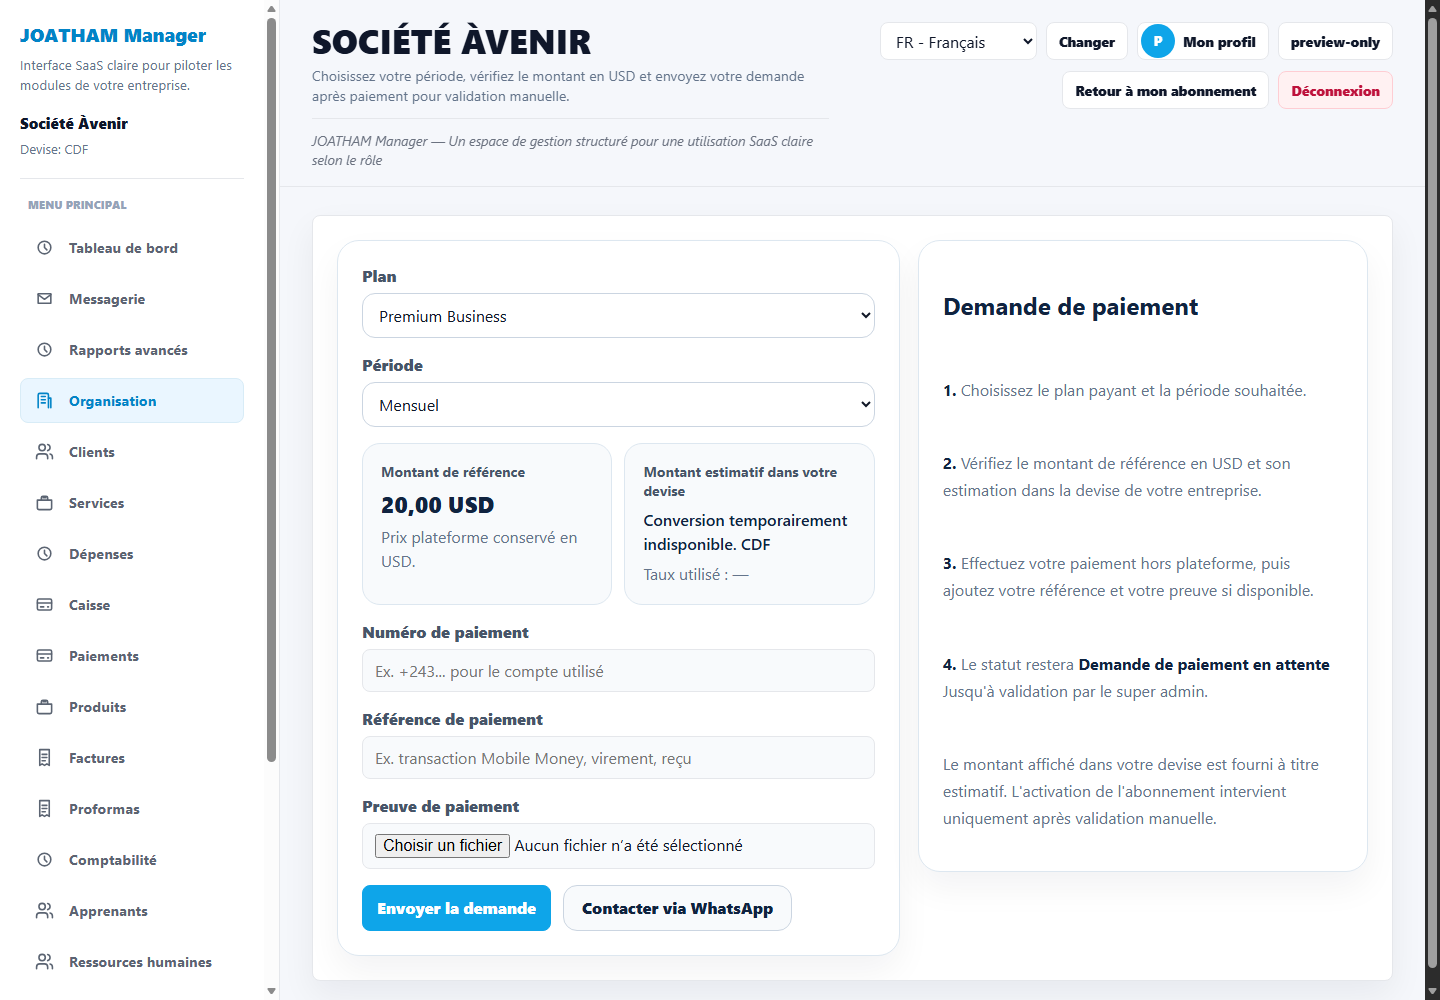 JOATHAM Manager
Interface SaaS claire pour piloter les
modules de votre entreprise.
Société Àvenir
Devise: CDF
MENU PRINCIPAL
Tableau de bord
Messagerie
Rapports avancés
Organisation
Clients
Services
Dépenses
Caisse
Paiements
Produits
Factures
Proformas
Comptabilité
Apprenants
Ressources humaines
SOCIÉTÉ ÀVENIR
Choisissez votre période, vérifiez le montant en USD et envoyez votre demande
après paiement pour validation manuelle.
JOATHAM Manager — Un espace de gestion structuré pour une utilisation SaaS claire
selon le rôle
FR - Français
Changer
P
Mon profil
preview-only
Retour à mon abonnement
Déconnexion
Plan
Premium Business
Période
Mensuel
Montant de référence
20,00 USD
Prix plateforme conservé en
USD.
Montant estimatif dans votre
devise
Conversion temporairement
indisponible. CDF
Taux utilisé : —
Numéro de paiement
Ex. +243... pour le compte utilisé
Référence de paiement
Ex. transaction Mobile Money, virement, reçu
Preuve de paiement
Choisir un fichier Aucun fichier n’a été sélectionné
Envoyer la demande
Contacter via WhatsApp
Demande de paiement
1. Choisissez le plan payant et la période souhaitée.
2. Vérifiez le montant de référence en USD et son
estimation dans la devise de votre entreprise.
3. Effectuez votre paiement hors plateforme, puis
ajoutez votre référence et votre preuve si disponible.
4. Le statut restera Demande de paiement en attente
Jusqu'à validation par le super admin.
Le montant affiché dans votre devise est fourni à titre
estimatif. L'activation de l'abonnement intervient
uniquement après validation manuelle.